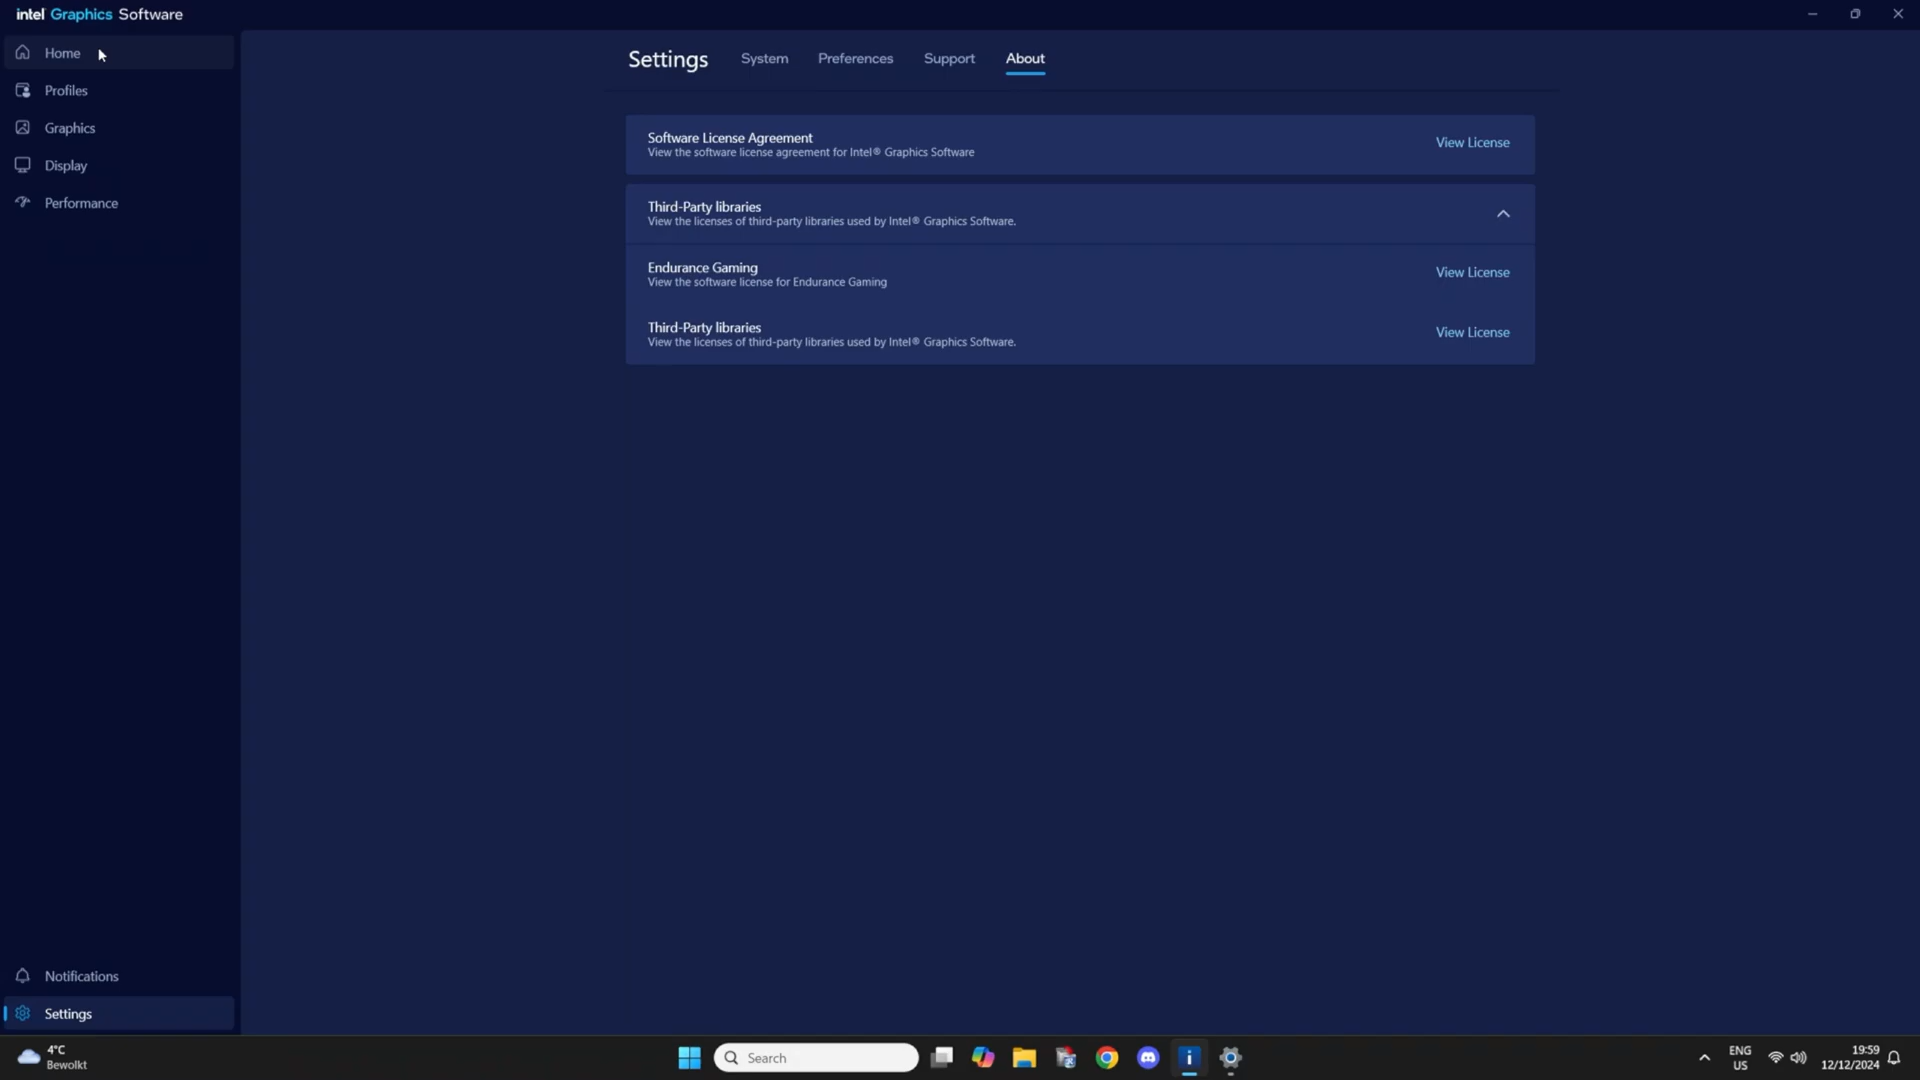 intel Graphics Software
Home
Profiles
Graphics
Display
Performance
Notifications
Settings
Settings System Preferences Support About
Software License Agreement
View the software license agreement for Intel® Graphics Software
View License
Third-Party libraries
View the licenses of third-party libraries used by Intel® Graphics Software.
Endurance Gaming
View the software license for Endurance Gaming
View License
Third-Party libraries
View the licenses of third-party libraries used by Intel® Graphics Software.
View License
4°C
Bewolkt
Search
ENG
US
19:59
12/12/2024